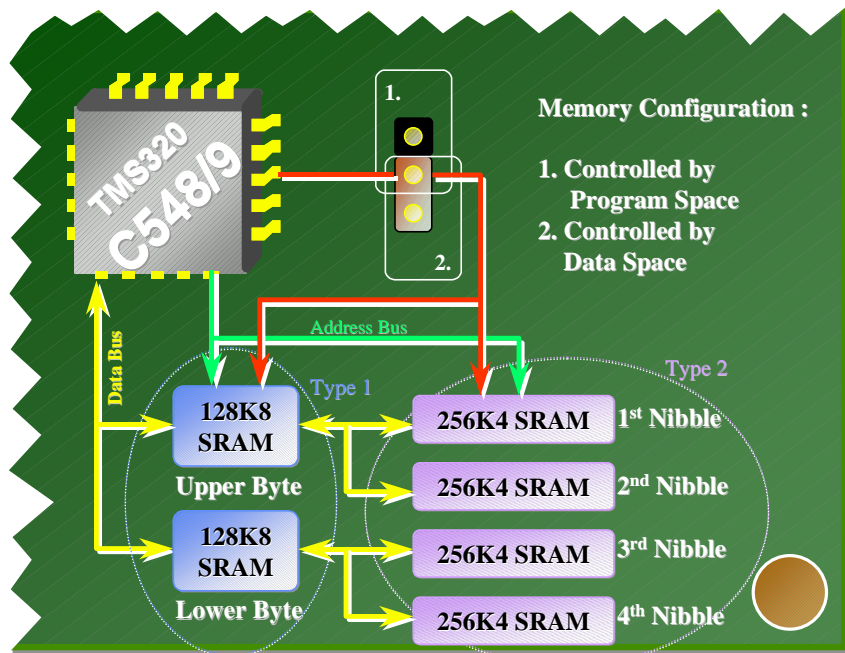 1.
Memory Configuration :
TMS320
C548/9
1. Controlled by
Program Space
2. Controlled by
Data Space
2.
Address Bus
Data Bus
Type 1
Type 2
128K8
SRAM
Upper Byte
256K4 SRAM
1st Nibble
256K4 SRAM
2nd Nibble
128K8
SRAM
Lower Byte
256K4 SRAM
3rd Nibble
256K4 SRAM
4th Nibble